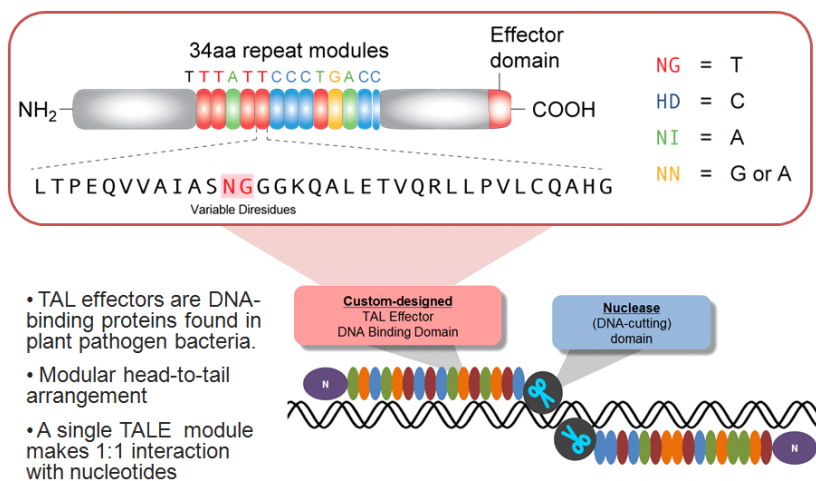 34aa repeat modules
Effector
domain
TTTATTCCCTGACC
NH₂
COOH
NG = T
HD = C
NI = A
NN = G or A
LTPEQVVAIASNGGGKQALETVQRLLPVLCQAHG
Variable Diresidues
• TAL effectors are DNA-
binding proteins found in
plant pathogen bacteria.
• Modular head-to-tail
arrangement
• A single TALE module
makes 1:1 interaction
with nucleotides
Custom-designed
TAL Effector
DNA Binding Domain
Nuclease
(DNA-cutting)
domain
N
N